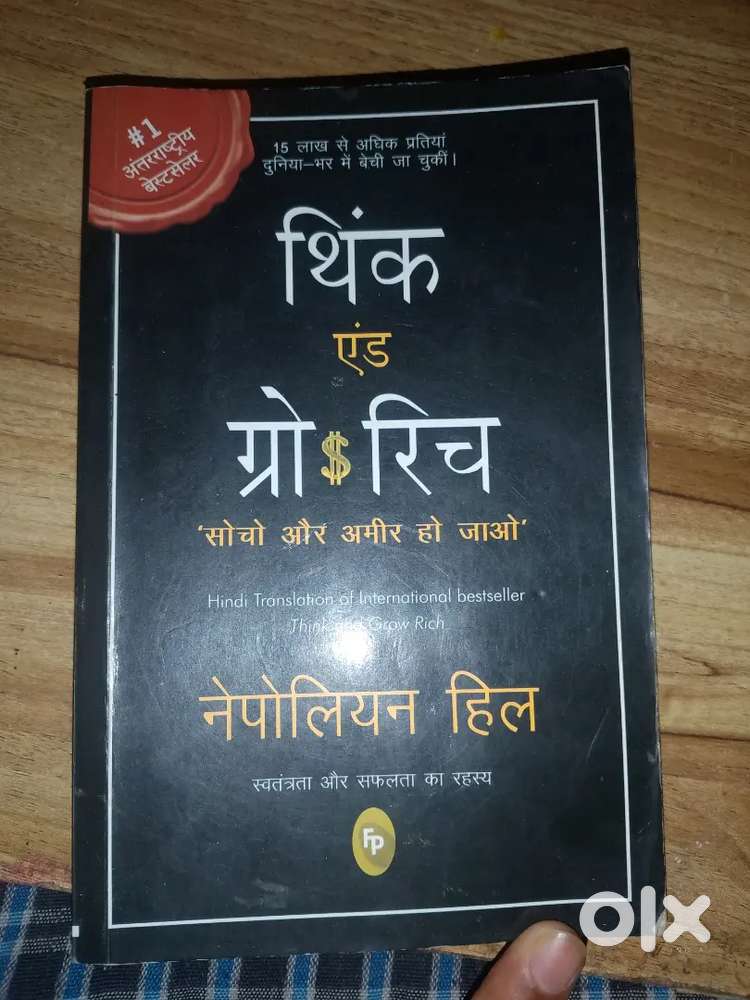 #1
अंतरराष्ट्रीय
बेस्टसेलर
15 लाख से अधिक प्रतियां
दुनिया–भर में बेची जा चुकीं।
थिंक
एंड
ग्रो $ रिच
'सोचो और अमीर हो जाओ'
Hindi Translation of International bestseller
Think and Grow Rich
नेपोलियन हिल
स्वतंत्रता और सफलता का रहस्य
FP
olx